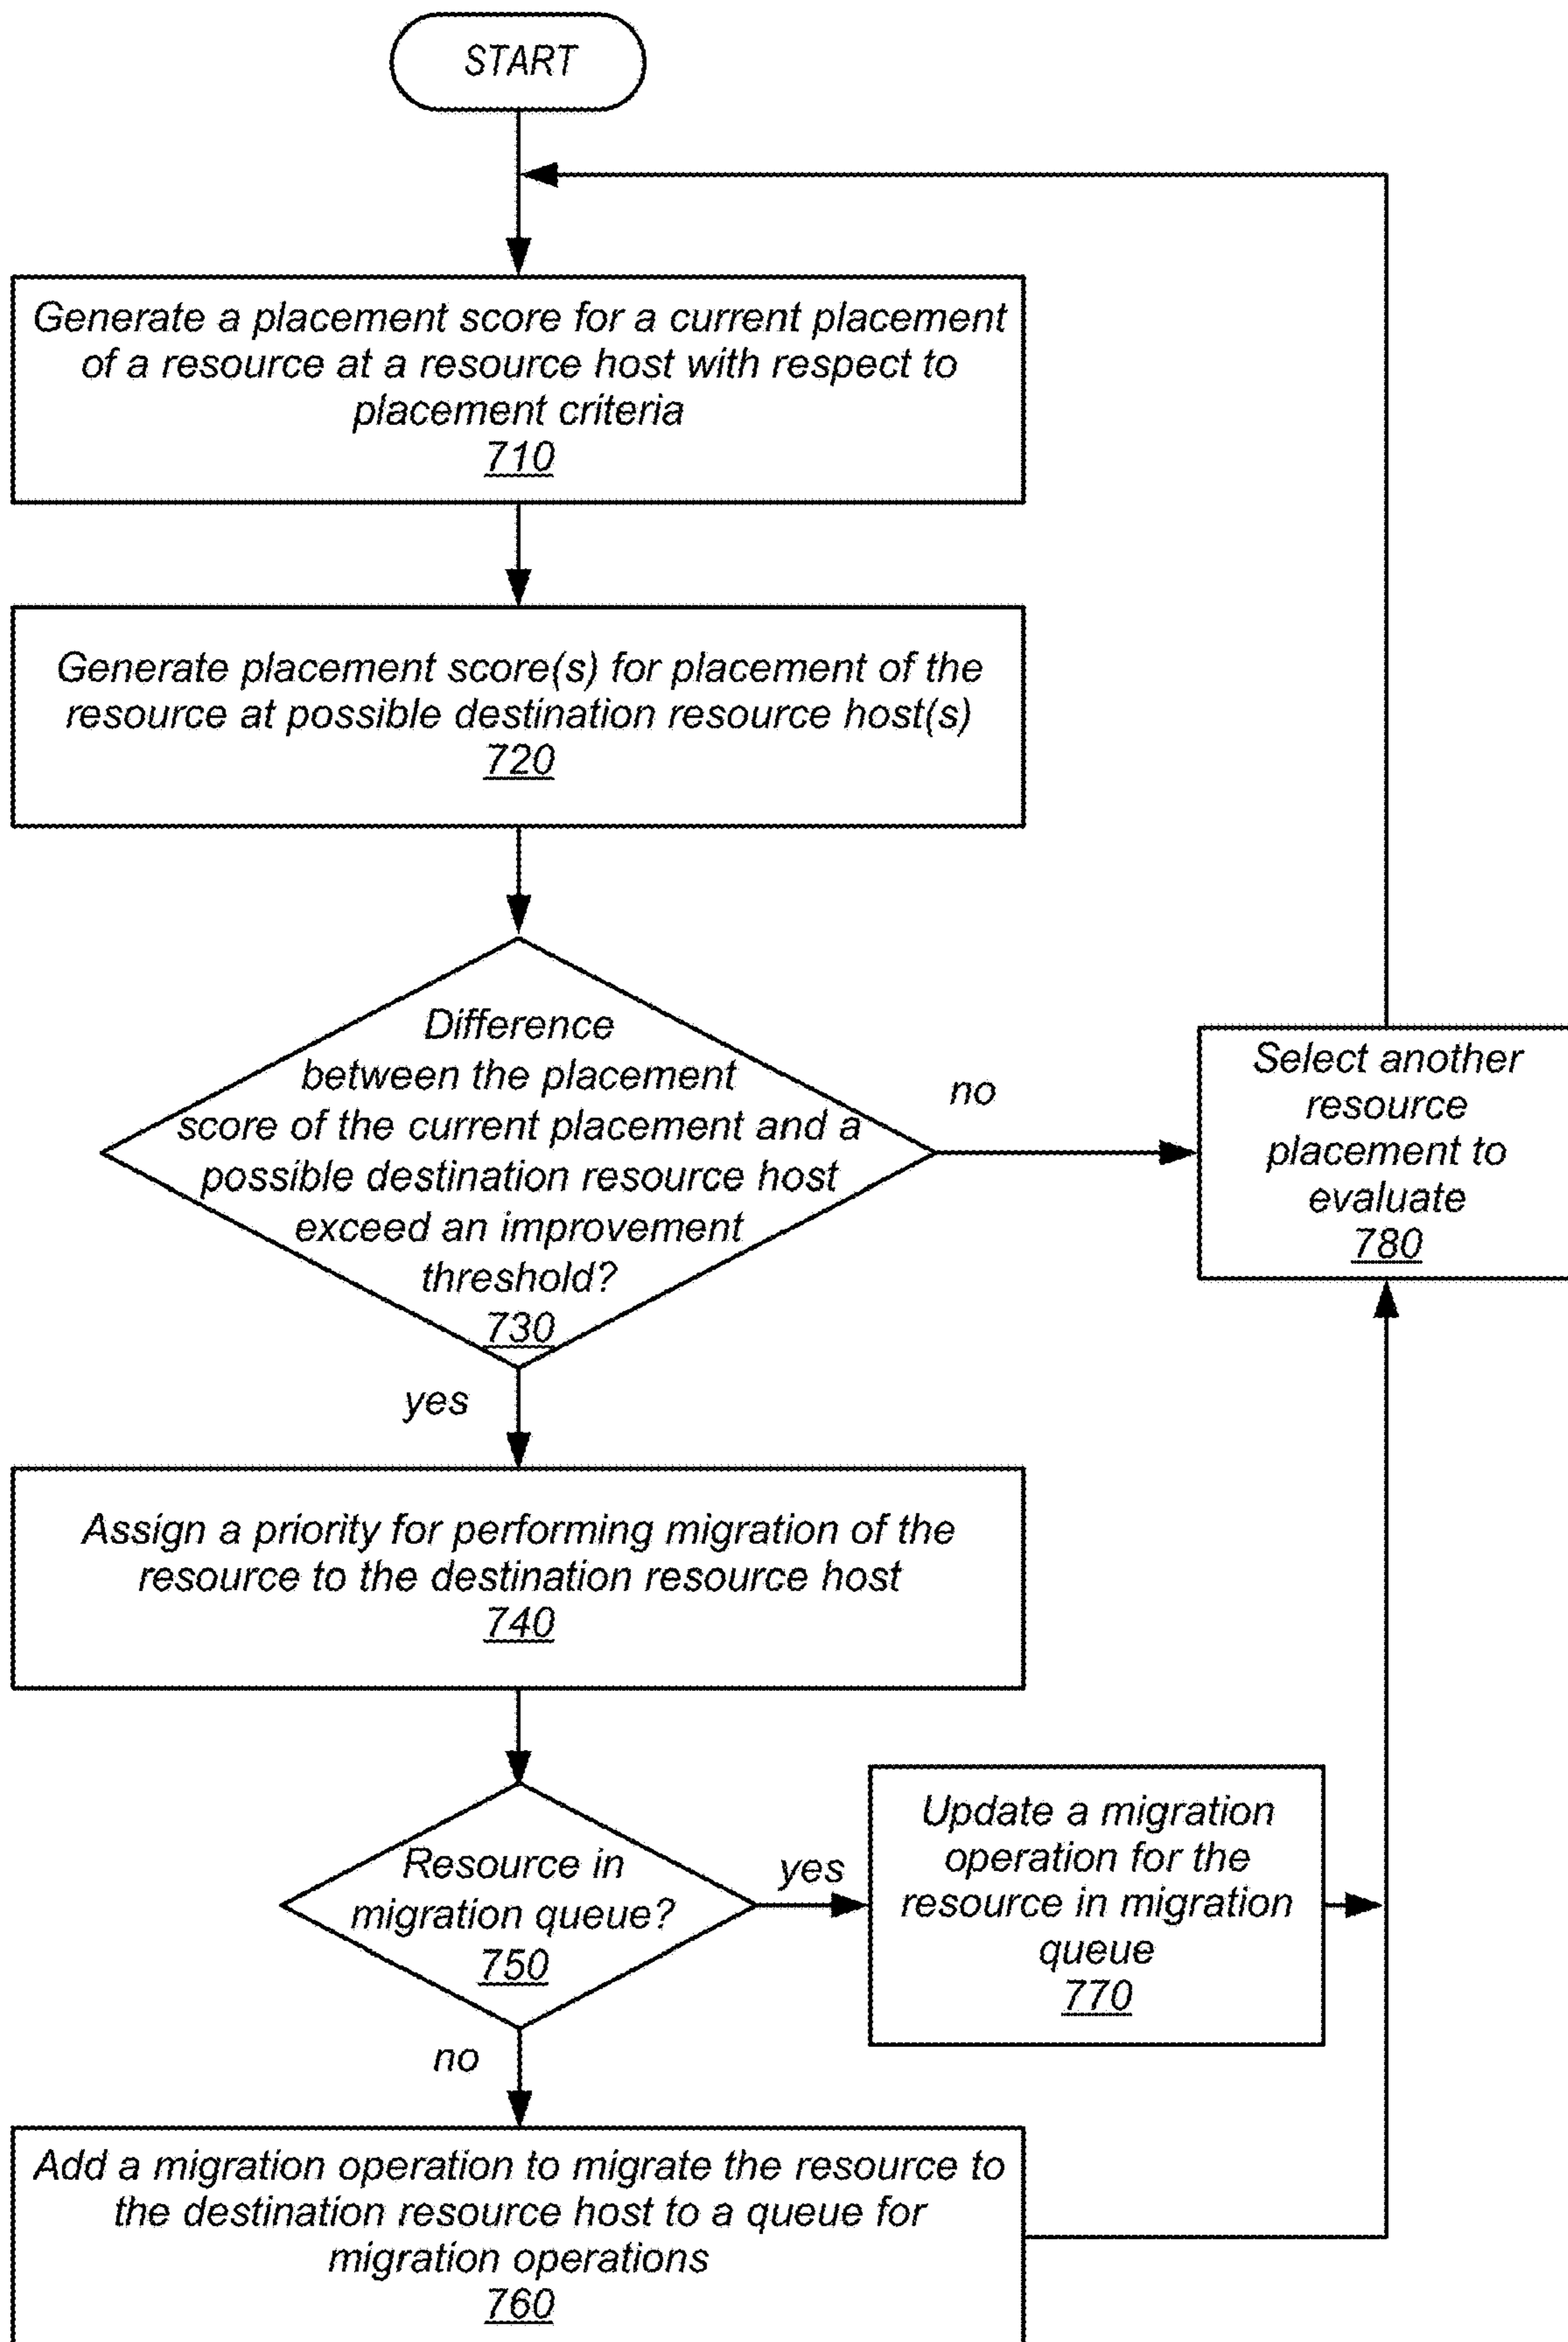 START
Generate a placement score for a current placement
of a resource at a resource host with respect to
placement criteria
710
Generate placement score(s) for placement of the
resource at possible destination resource host(s)
720
Difference
between the placement
score of the current placement and a
possible destination resource host
exceed an improvement
threshold?
730
no
Select another
resource
placement to
evaluate
780
yes
Assign a priority for performing migration of the
resource to the destination resource host
740
Resource in
migration queue?
750
yes
Update a migration
operation for the
resource in migration
queue
770
no
Add a migration operation to migrate the resource to
the destination resource host to a queue for
migration operations
760